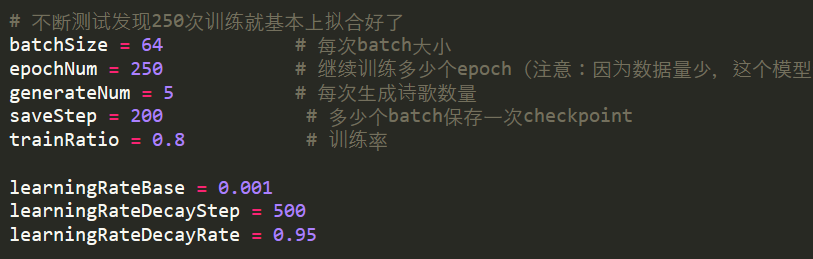 # 不断测试发现250次训练就基本上拟合好了
batchSize = 64 # 每次batch大小
epochNum = 250 # 继续训练多少个epoch（注意：因为数据量少，这个模型
generateNum = 5 # 每次生成诗歌数量
saveStep = 200 # 多少个batch保存一次checkpoint
trainRatio = 0.8 # 训练率
learningRateBase = 0.001
learningRateDecayStep = 500
learningRateDecayRate = 0.95